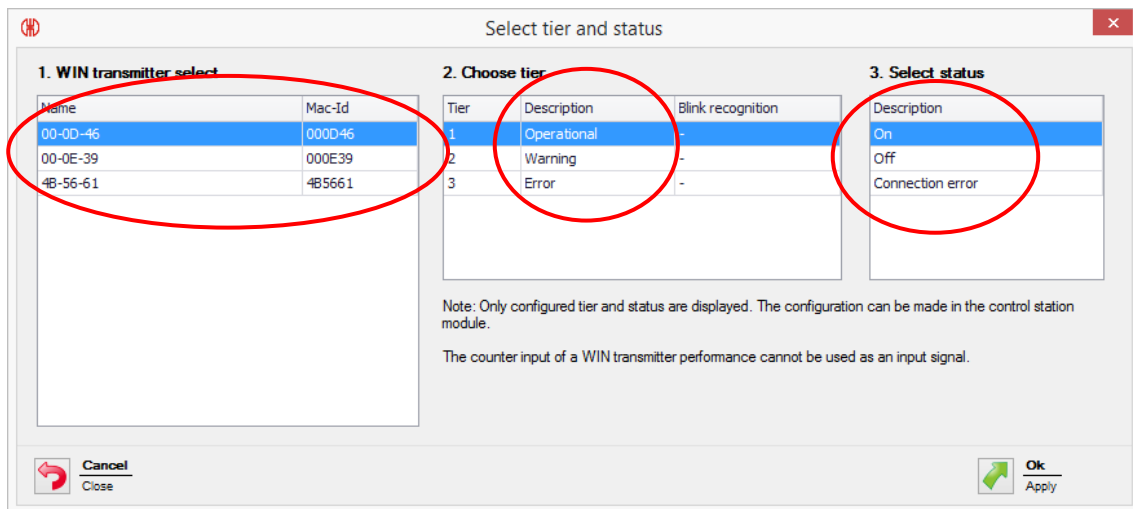 Select tier and status
1. WIN transmitter select
Name Mac-Id
00-0D-46 000D46
00-0E-39 000E39
4B-56-61 4B5661
2. Choose tier
Tier Description Blink recognition
1 Operational -
2 Warning -
3 Error -
3. Select status
Description
On
Off
Connection error
Note: Only configured tier and status are displayed. The configuration can be made in the control station
module.
The counter input of a WIN transmitter performance cannot be used as an input signal.
Cancel
Close
Ok
Apply